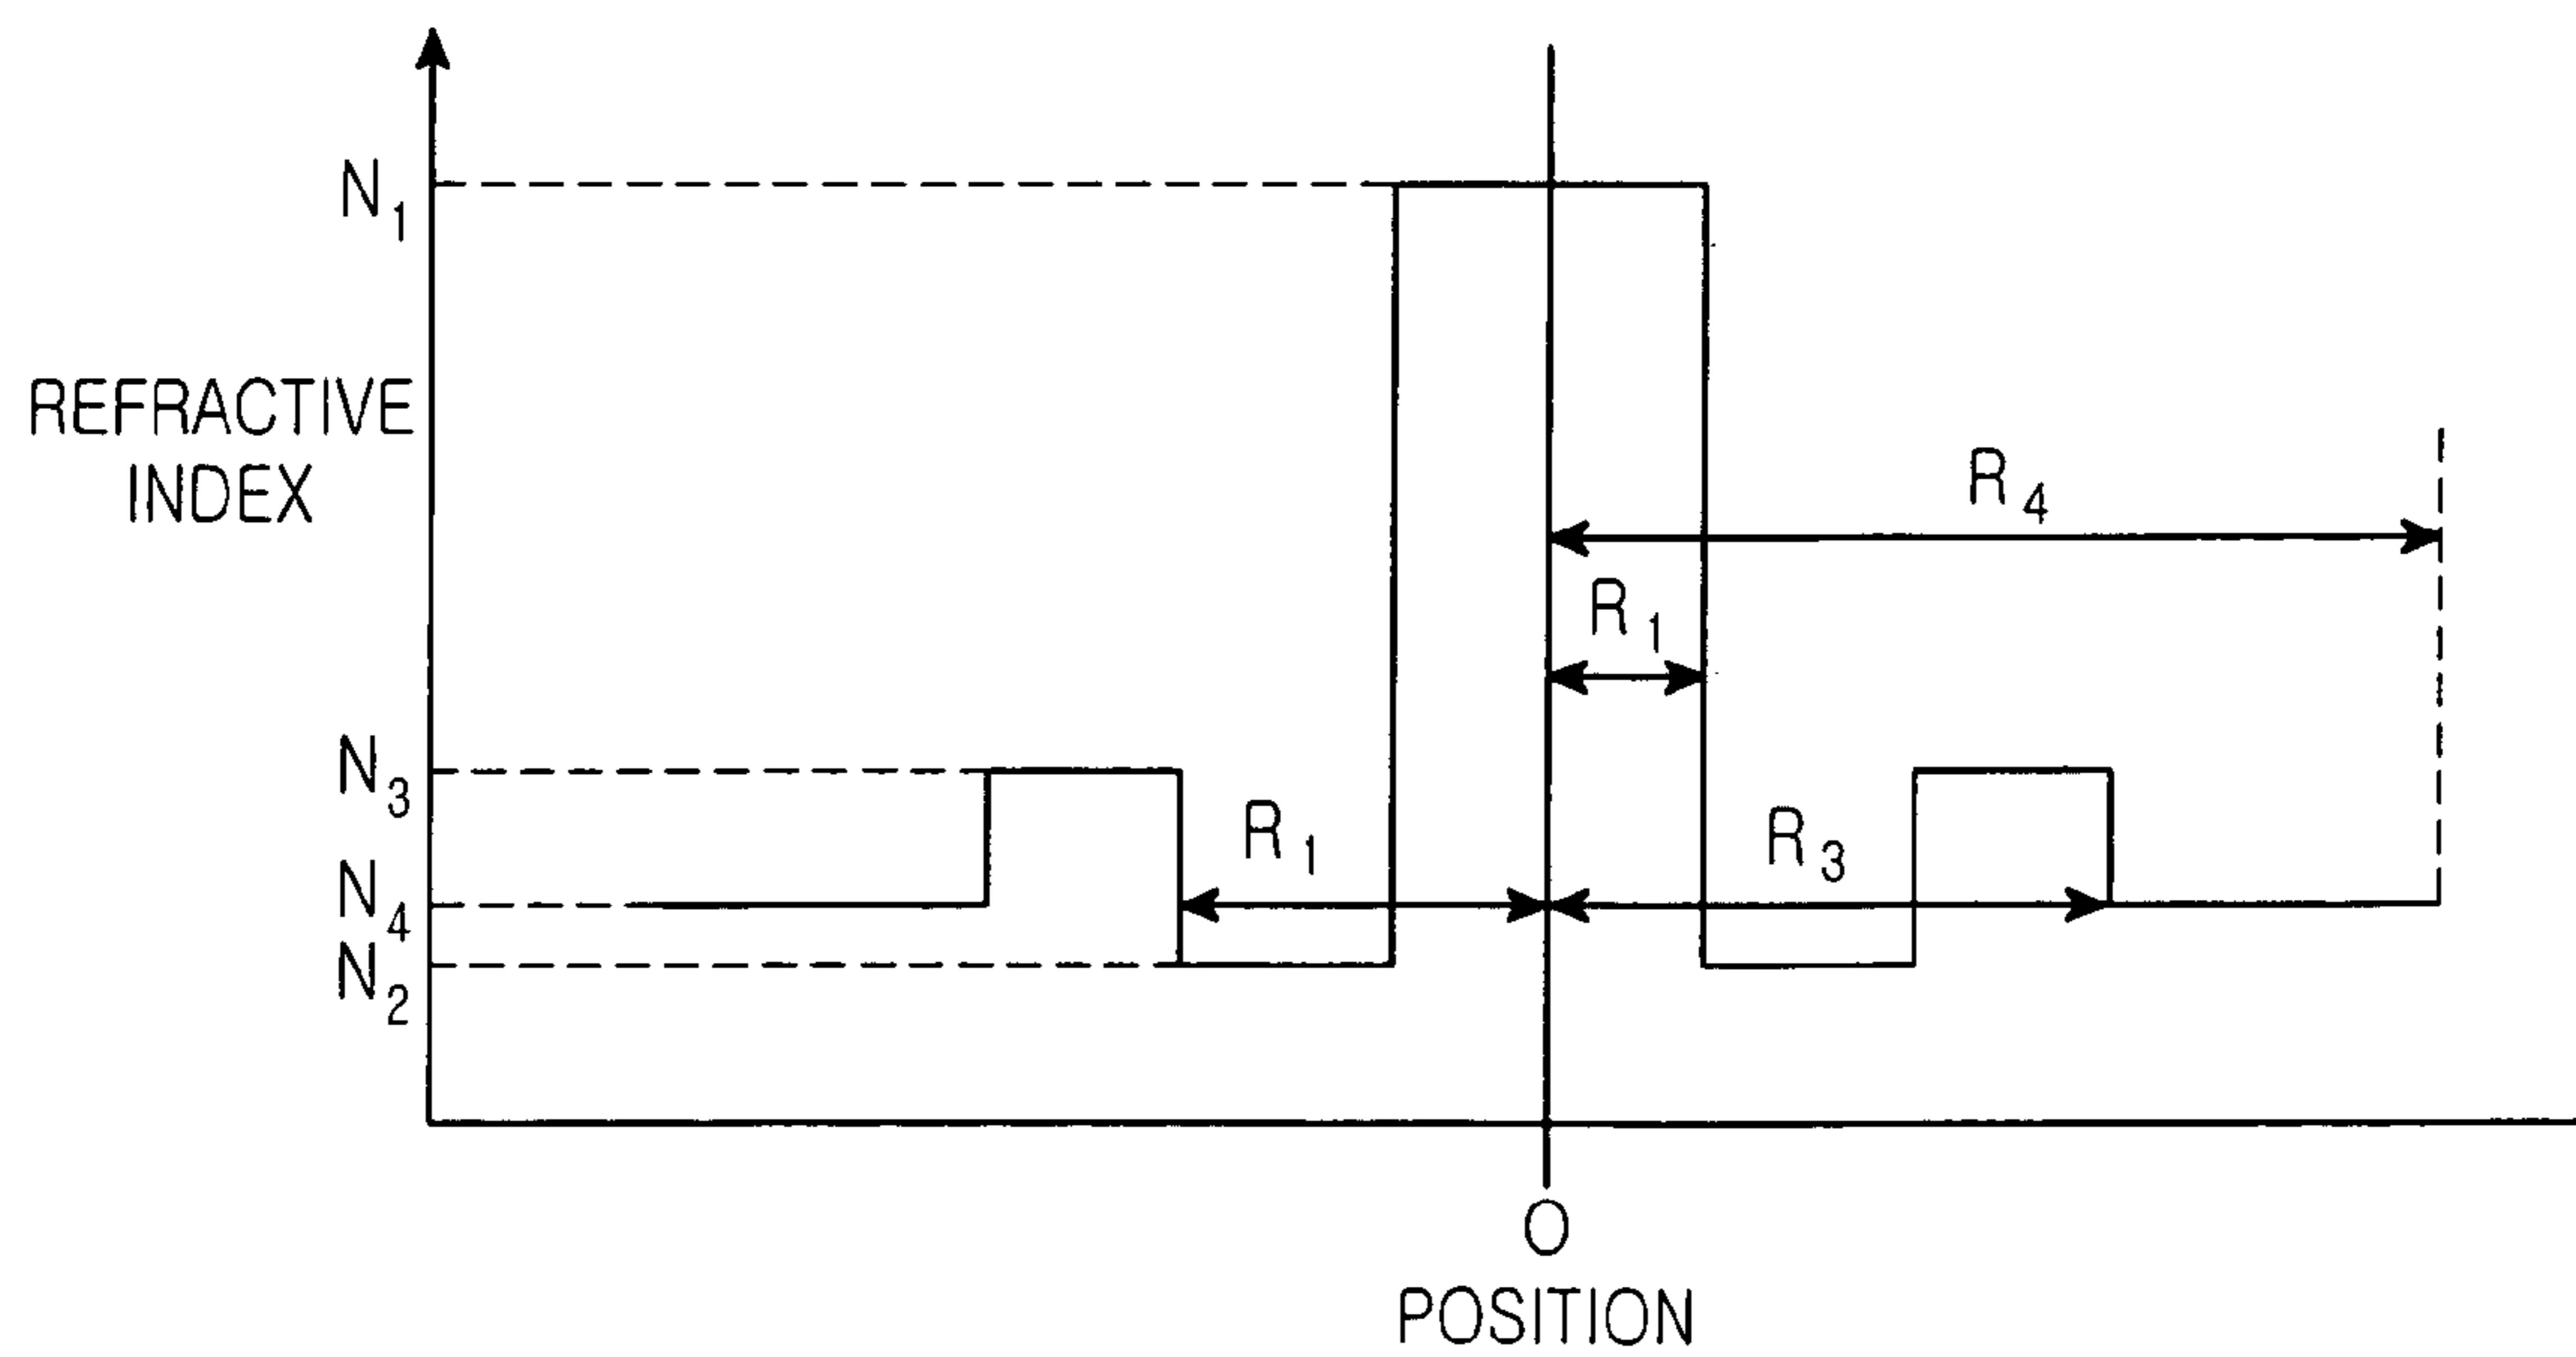 N1
REFRACTIVE
INDEX
R4
R1
N3
R1
R3
N4
N2
O
POSITION